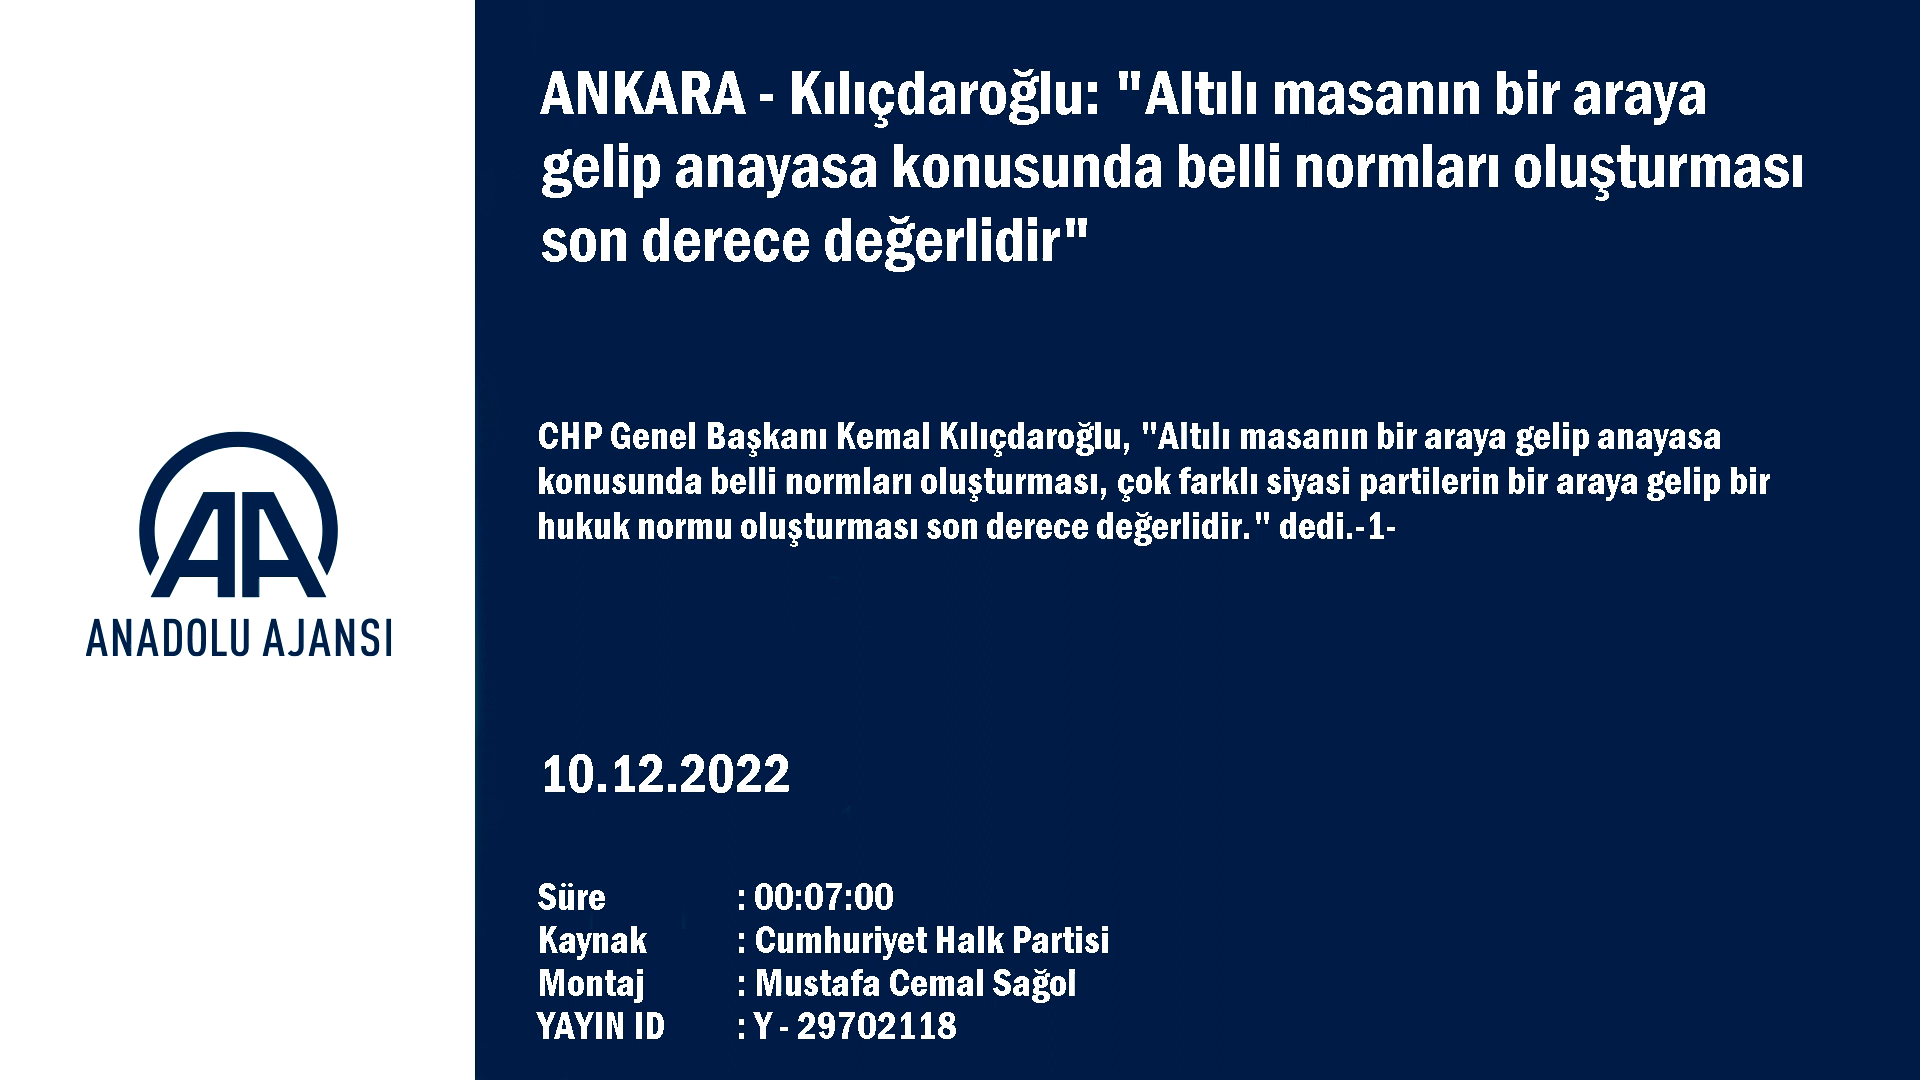 ANKARA - Kılıçdaroğlu: "Altılı masanın bir araya
gelip anayasa konusunda belli normları oluşturması
son derece değerlidir"
CHP Genel Başkanı Kemal Kılıçdaroğlu, "Altılı masanın bir araya gelip anayasa
konusunda belli normları oluşturması, çok farklı siyasi partilerin bir araya gelip bir
hukuk normu oluşturması son derece değerlidir." dedi.-1-
AA
ANADOLU AJANSI
10.12.2022
Süre : 00:07:00
Kaynak : Cumhuriyet Halk Partisi
Montaj : Mustafa Cemal Sağol
YAYIN ID : Y - 29702118